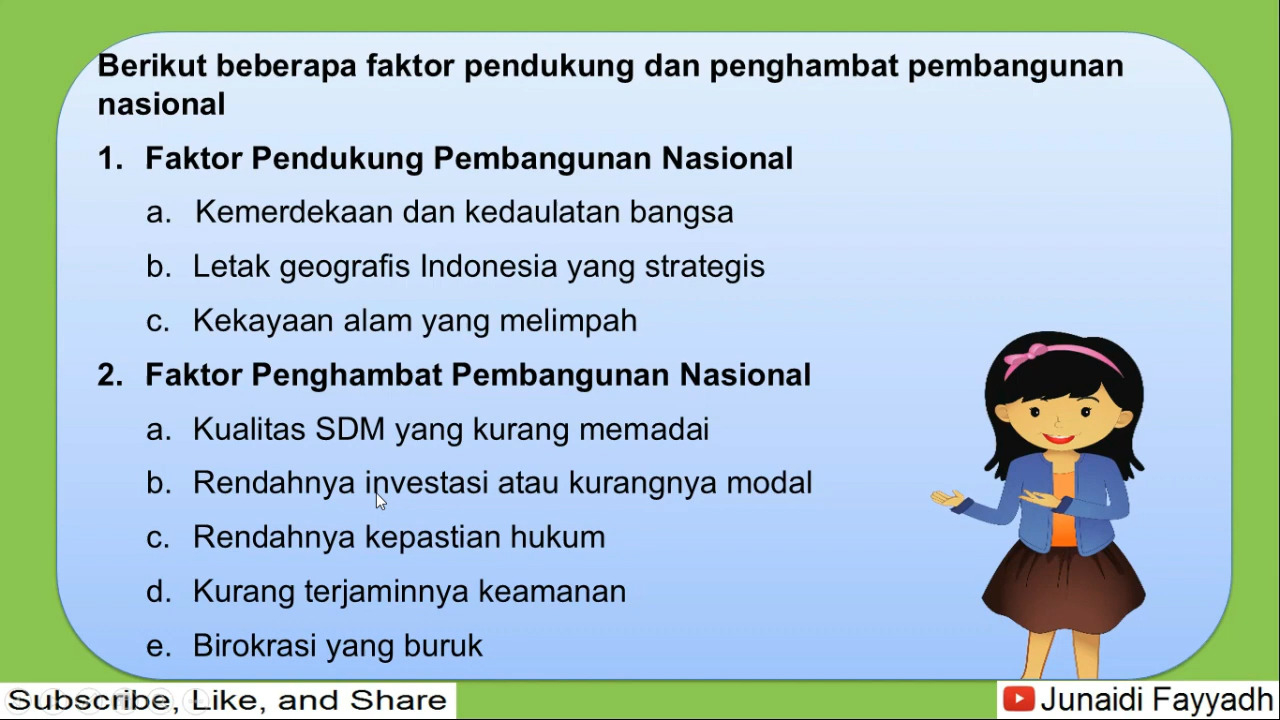 Berikut beberapa faktor pendukung dan penghambat pembangunan
nasional
1. Faktor Pendukung Pembangunan Nasional
a. Kemerdekaan dan kedaulatan bangsa
b. Letak geografis Indonesia yang strategis
c. Kekayaan alam yang melimpah
2. Faktor Penghambat Pembangunan Nasional
a. Kualitas SDM yang kurang memadai
b. Rendahnya investasi atau kurangnya modal
c. Rendahnya kepastian hukum
d. Kurang terjaminnya keamanan
e. Birokrasi yang buruk
Subscribe, Like, and Share
Junaidi Fayyadh